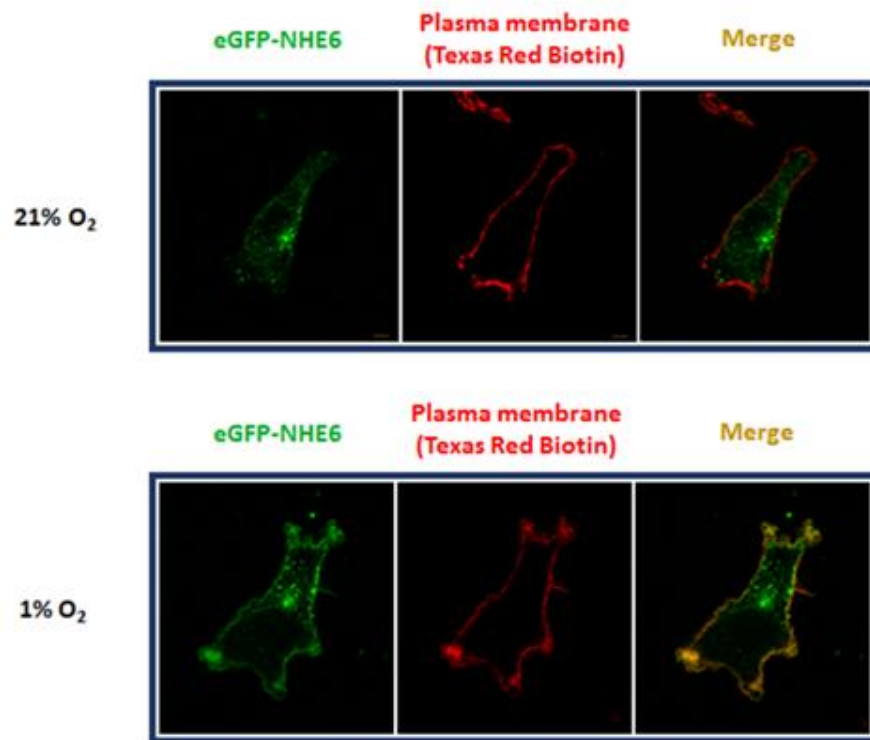 eGFP-NHE6
Plasma membrane
(Texas Red Biotin)
Merge
21% O₂
eGFP-NHE6
Plasma membrane
(Texas Red Biotin)
Merge
1% O₂